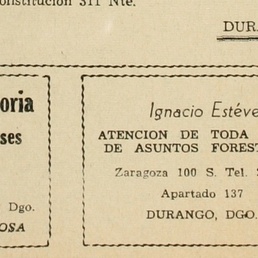 onstitución 311 Nte.
DURA
oria
ses
Dgo.
OSA
Ignacio Estéve
ATENCION DE TODA
DE ASUNTOS FOREST
Zaragoza 100 S. Tel.
Apartado 137
DURANGO, DGO.